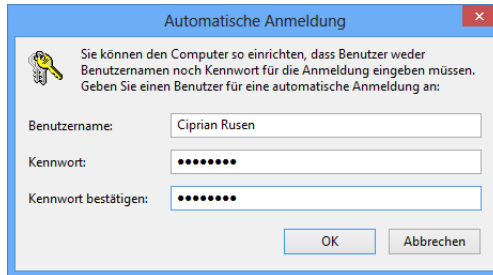 Automatische Anmeldung
Sie können den Computer so einrichten, dass Benutzer weder
Benutzernamen noch Kennwort für die Anmeldung eingeben müssen.
Geben Sie einen Benutzer für eine automatische Anmeldung an:
Benutzername: Ciprian Rusen
Kennwort: ●●●●●●●●
Kennwort bestätigen: ●●●●●●●●
OK Abbrechen